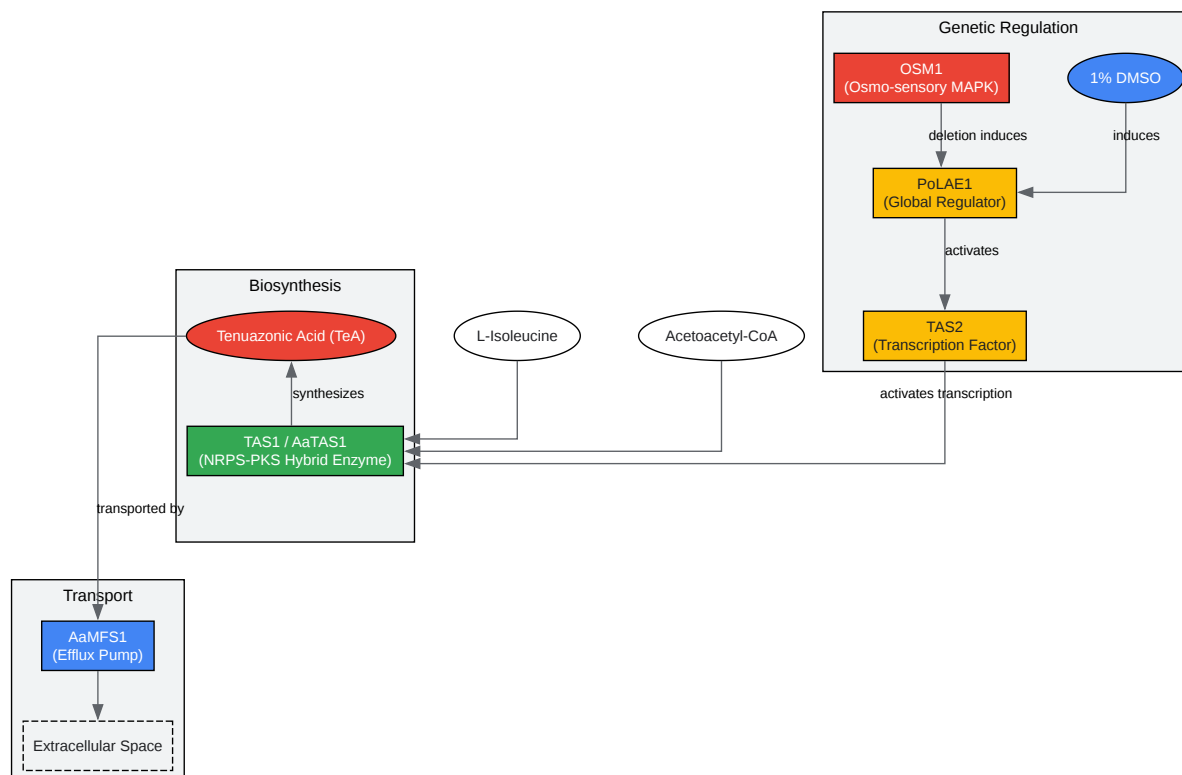 Genetic Regulation
OSM1
(Osmo-sensory MAPK)
1% DMSO
deletion induces
induces
PoLAE1
(Global Regulator)
activates
TAS2
(Transcription Factor)
activates transcription
Biosynthesis
Tenuazonic Acid (TeA)
L-Isoleucine
Acetoacetyl-CoA
synthesizes
TAS1 / AaTAS1
(NRPS-PKS Hybrid Enzyme)
transported by
Transport
AaMFS1
(Efflux Pump)
Extracellular Space